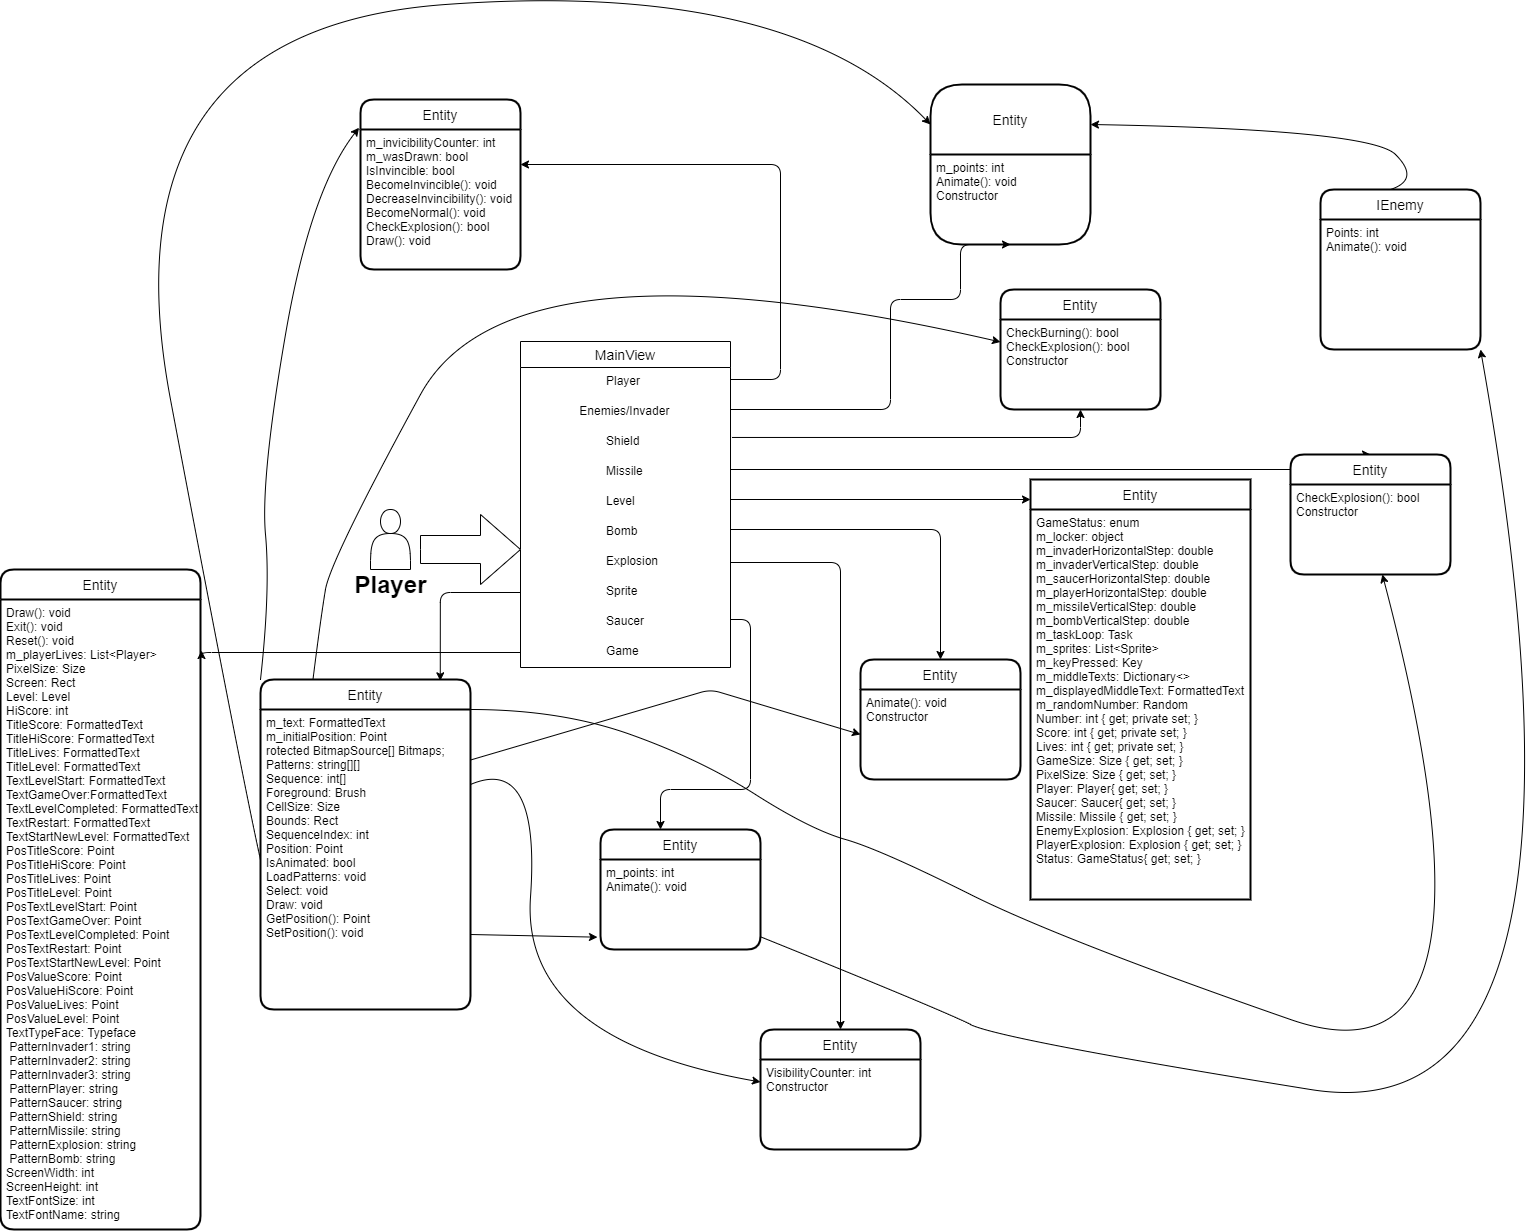 Entity
m_points: int
Animate(): void
Constructor
Entity
m_invicibilityCounter: int
m_wasDrawn: bool
IsInvincible: bool
BecomeInvincible(): void
DecreaseInvincibility(): void
BecomeNormal(): void
CheckExplosion(): bool
Draw(): void
IEnemy
Points: int
Animate(): void
Entity
CheckBurning(): bool
CheckExplosion(): bool
Constructor
MainView
Player
Enemies/Invader
Shield
Missile
Level
Bomb
Explosion
Sprite
Saucer
Game
Player
Entity
CheckExplosion(): bool
Constructor
Entity
GameStatus: enum
m_locker: object
m_invaderHorizontalStep: double
m_invaderVerticalStep: double
m_saucerHorizontalStep: double
m_playerHorizontalStep: double
m_missileVerticalStep: double
m_bombVerticalStep: double
m_taskLoop: Task
m_sprites: List<Sprite>
m_keyPressed: Key
m_middleTexts: Dictionary<>
m_displayedMiddleText: FormattedText
m_randomNumber: Random
Number: int { get; private set; }
Score: int { get; private set; }
Lives: int { get; private set; }
GameSize: Size { get; set; }
PixelSize: Size { get; set; }
Player: Player{ get; set; }
Saucer: Saucer{ get; set; }
Missile: Missile { get; set; }
EnemyExplosion: Explosion { get; set; }
PlayerExplosion: Explosion { get; set; }
Status: GameStatus{ get; set; }
Entity
Draw(): void
Exit(): void
Reset(): void
m_playerLives: List<Player>
PixelSize: Size
Screen: Rect
Level: Level
HiScore: int
TitleScore: FormattedText
TitleHiScore: FormattedText
TitleLives: FormattedText
TitleLevel: FormattedText
TextLevelStart: FormattedText
TextGameOver:FormattedText
TextLevelCompleted: FormattedText
TextRestart: FormattedText
TextStartNewLevel: FormattedText
PosTitleScore: Point
PosTitleHiScore: Point
PosTitleLives: Point
PosTitleLevel: Point
PosTextLevelStart: Point
PosTextGameOver: Point
PosTextLevelCompleted: Point
PosTextRestart: Point
PosTextStartNewLevel: Point
PosValueScore: Point
PosValueHiScore: Point
PosValueLives: Point
PosValueLevel: Point
TextTypeFace: Typeface
PatternInvader1: string
PatternInvader2: string
PatternInvader3: string
PatternPlayer: string
PatternSaucer: string
PatternShield: string
PatternMissile: string
PatternExplosion: string
PatternBomb: string
ScreenWidth: int
ScreenHeight: int
TextFontSize: int
TextFontName: string
Entity
m_text: FormattedText
m_initialPosition: Point
rotected BitmapSource[] Bitmaps;
Patterns: string[][]
Sequence: int[]
Foreground: Brush
CellSize: Size
Bounds: Rect
SequenceIndex: int
Position: Point
IsAnimated: bool
LoadPatterns: void
Select: void
Draw: void
GetPosition(): Point
SetPosition(): void
Entity
Animate(): void
Constructor
Entity
m_points: int
Animate(): void
Entity
VisibilityCounter: int
Constructor